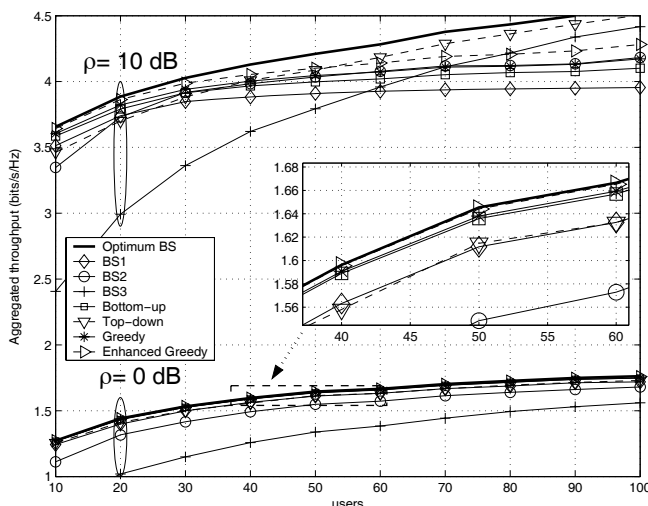 4.5
4
3.5
3
2.5
2
1.5
1
Aggregated throughput (bits/s/Hz)
ρ= 10 dB
1.68
1.66
1.64
1.62
1.6
1.58
1.56
40
50
60
Optimum BS
BS1
BS2
BS3
Bottom-up
Top-down
Greedy
Enhanced Greedy
ρ= 0 dB
10
20
30
40
50
60
70
80
90
100
users